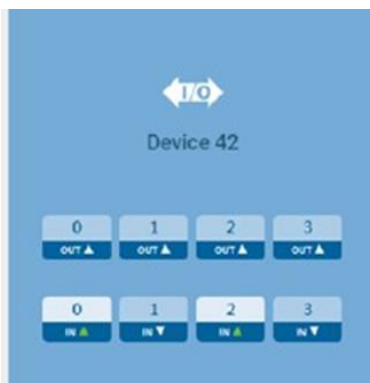 I/O
Device 42
0 1 2 3
OUT OUT OUT OUT
0 1 2 3
IN IN IN IN